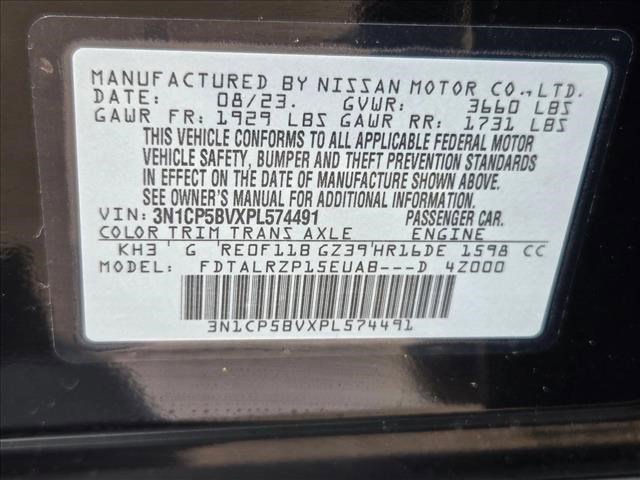 MANUFACTURED BY NISSAN MOTOR CO., LTD.
DATE: 08/23. GVWR: 3660 LBS
GAWR FR: 1929 LBS GAWR RR: 1731 LBS
THIS VEHICLE CONFORMS TO ALL APPLICABLE FEDERAL MOTOR
VEHICLE SAFETY, BUMPER AND THEFT PREVENTION STANDARDS
IN EFFECT ON THE DATE OF MANUFACTURE SHOWN ABOVE.
SEE OWNER'S MANUAL FOR ADDITIONAL INFORMATION.
VIN: 3N1CP5BVXPL574491 PASSENGER CAR.
COLOR TRIM TRANS AXLE ENGINE
KH3 G RE0F11B GZ39 HR16DE 1598 CC
MODEL: FDTALRZP15EUAB---D 4Z000
3N1CP5BVXPL574491